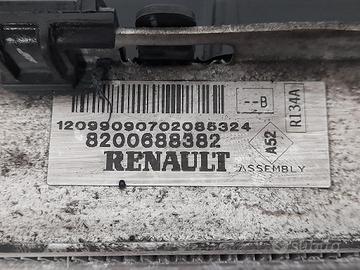 --B
12099090702085324
8200688382
RENAULT
A52
ASSEMBLY
R134A